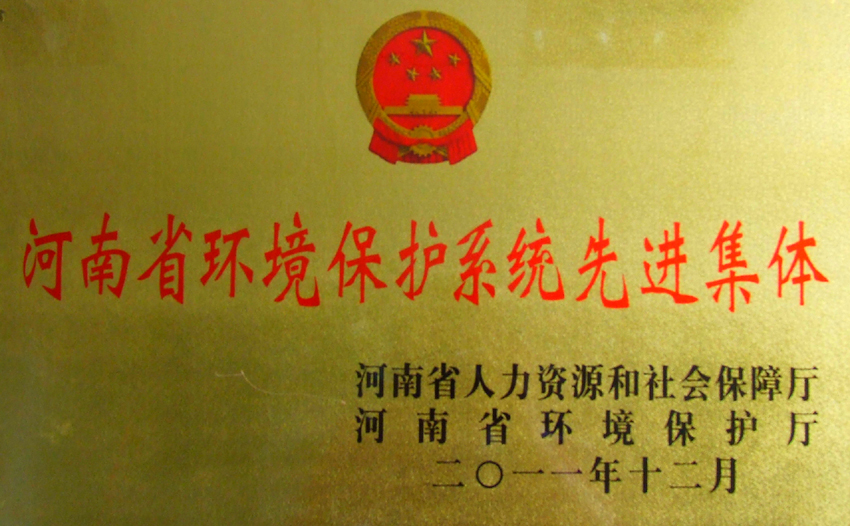 河南省环境保护系统先进集体
河南省人力资源和社会保障厅
河南省环境保护厅
二〇一一年十二月